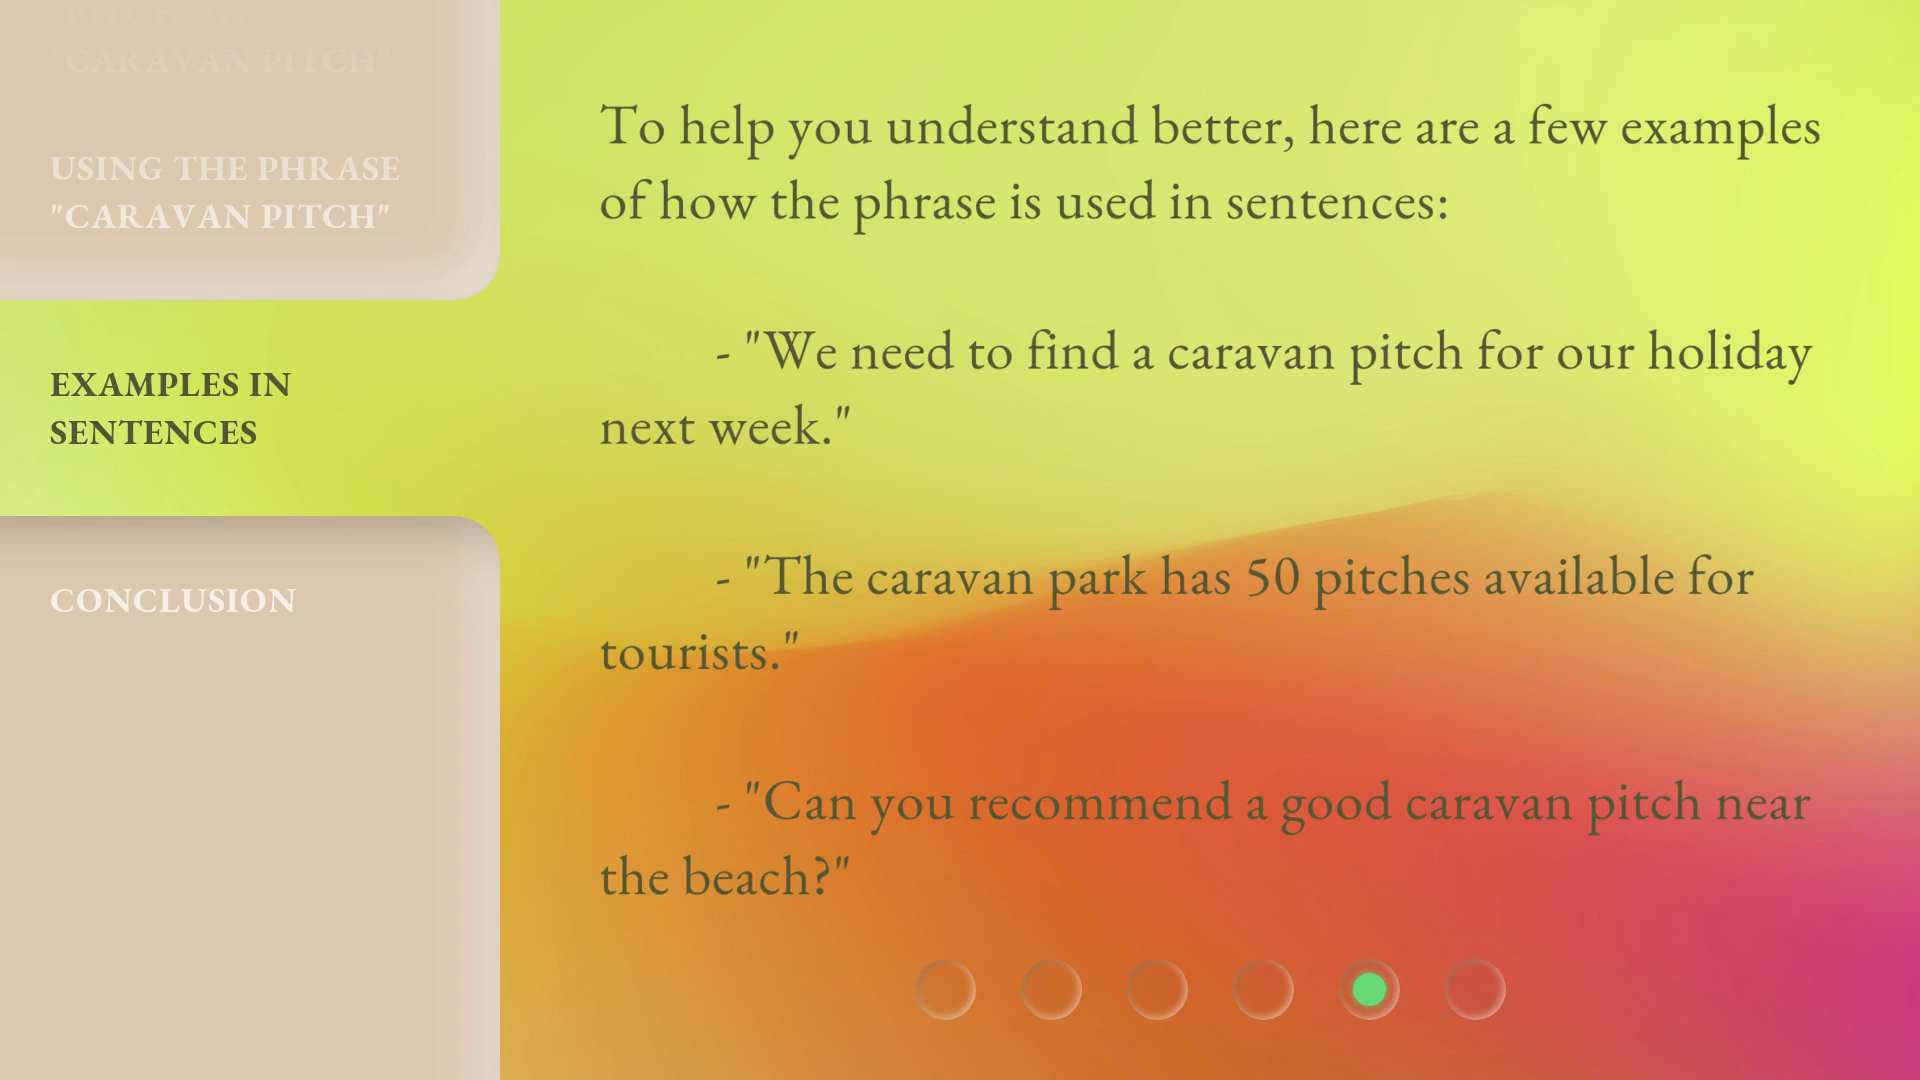 "CARAVAN PITCH"
USING THE PHRASE
"CARAVAN PITCH"
EXAMPLES IN
SENTENCES
CONCLUSION
To help you understand better, here are a few examples
of how the phrase is used in sentences:
- "We need to find a caravan pitch for our holiday
next week."
- "The caravan park has 50 pitches available for
tourists."
- "Can you recommend a good caravan pitch near
the beach?"